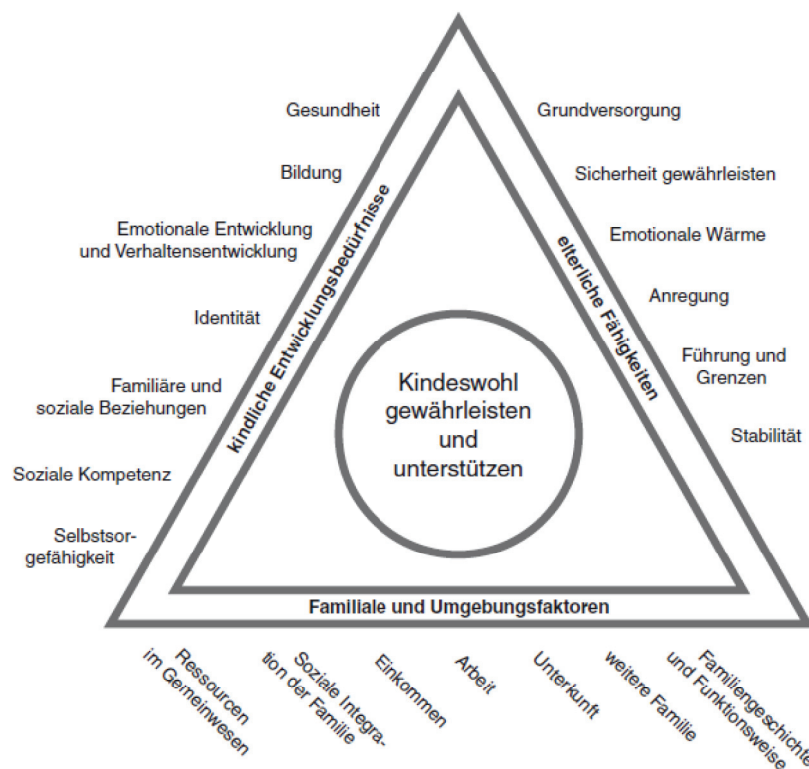 Gesundheit
Bildung
Emotionale Entwicklung
und Verhaltensentwicklung
Identität
Familiäre und
soziale Beziehungen
Soziale Kompetenz
Selbstsor-
gefähigkeit
kindliche Entwicklungsbedürfnisse
Kindeswohl
gewährleisten
und
unterstützen
elterliche Fähigkeiten
Grundversorgung
Sicherheit gewährleisten
Emotionale Wärme
Anregung
Führung und
Grenzen
Stabilität
Familiale und Umgebungsfaktoren
Ressourcen
im Gemeinwesen
Soziale Integra-
tion der Familie
Einkommen
Arbeit
Unterkunft
weitere Familie
Familiengeschichte
und Funktionsweise